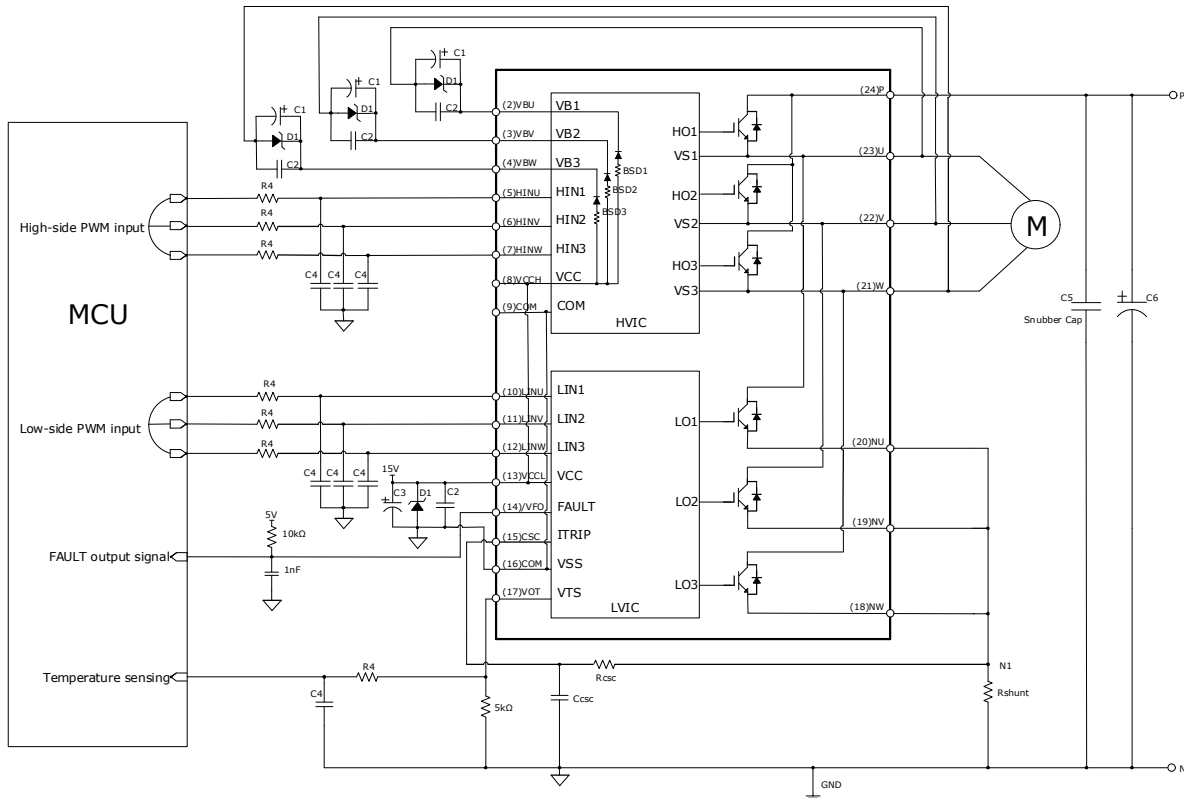 C1
D1
C2
C1
D1
C2
C1
D1
C2
(2)VBU
(3)VBV
(4)VBW
(5)HINU
(6)HINV
(7)HINW
(8)VCCH
(9)COM
VB1
VB2
VB3
HIN1
HIN2
HIN3
VCC
COM
BSD1
BSD2
BSD3
HO1
VS1
HO2
VS2
HO3
VS3
HVIC
(24)P
(23)U
(22)V
(21)W
P
M
C5
Snubber Cap
C6
R4
R4
R4
High-side PWM input
C4
C4
C4
MCU
R4
R4
R4
Low-side PWM input
C4
C4
C4
(10)LINU
(11)LINV
(12)LINW
(13)VCCL
(14)/VFO
(15)CSC
(16)COM
(17)VOT
LIN1
LIN2
LIN3
VCC
FAULT
ITRIP
VSS
VTS
LO1
LO2
LO3
LVIC
(20)NU
(19)NV
(18)NW
15V
C3
D1
C2
5V
10kΩ
FAULT output signal
1nF
Temperature sensing
R4
C4
5kΩ
Rcsc
Ccsc
N1
Rshunt
GND
N